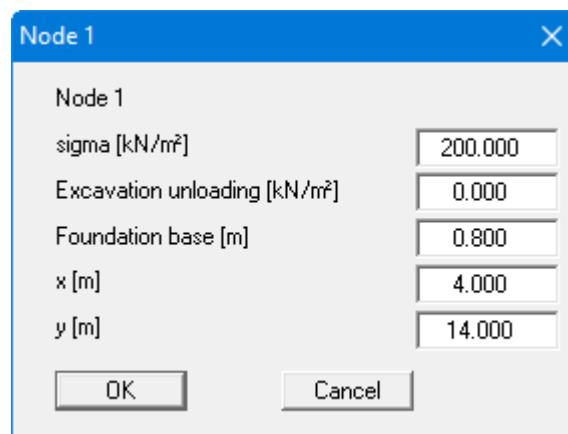 Node 1
Node 1
sigma [kN/m²] 200.000
Excavation unloading [kN/m²] 0.000
Foundation base [m] 0.800
x [m] 4.000
y [m] 14.000
OK Cancel